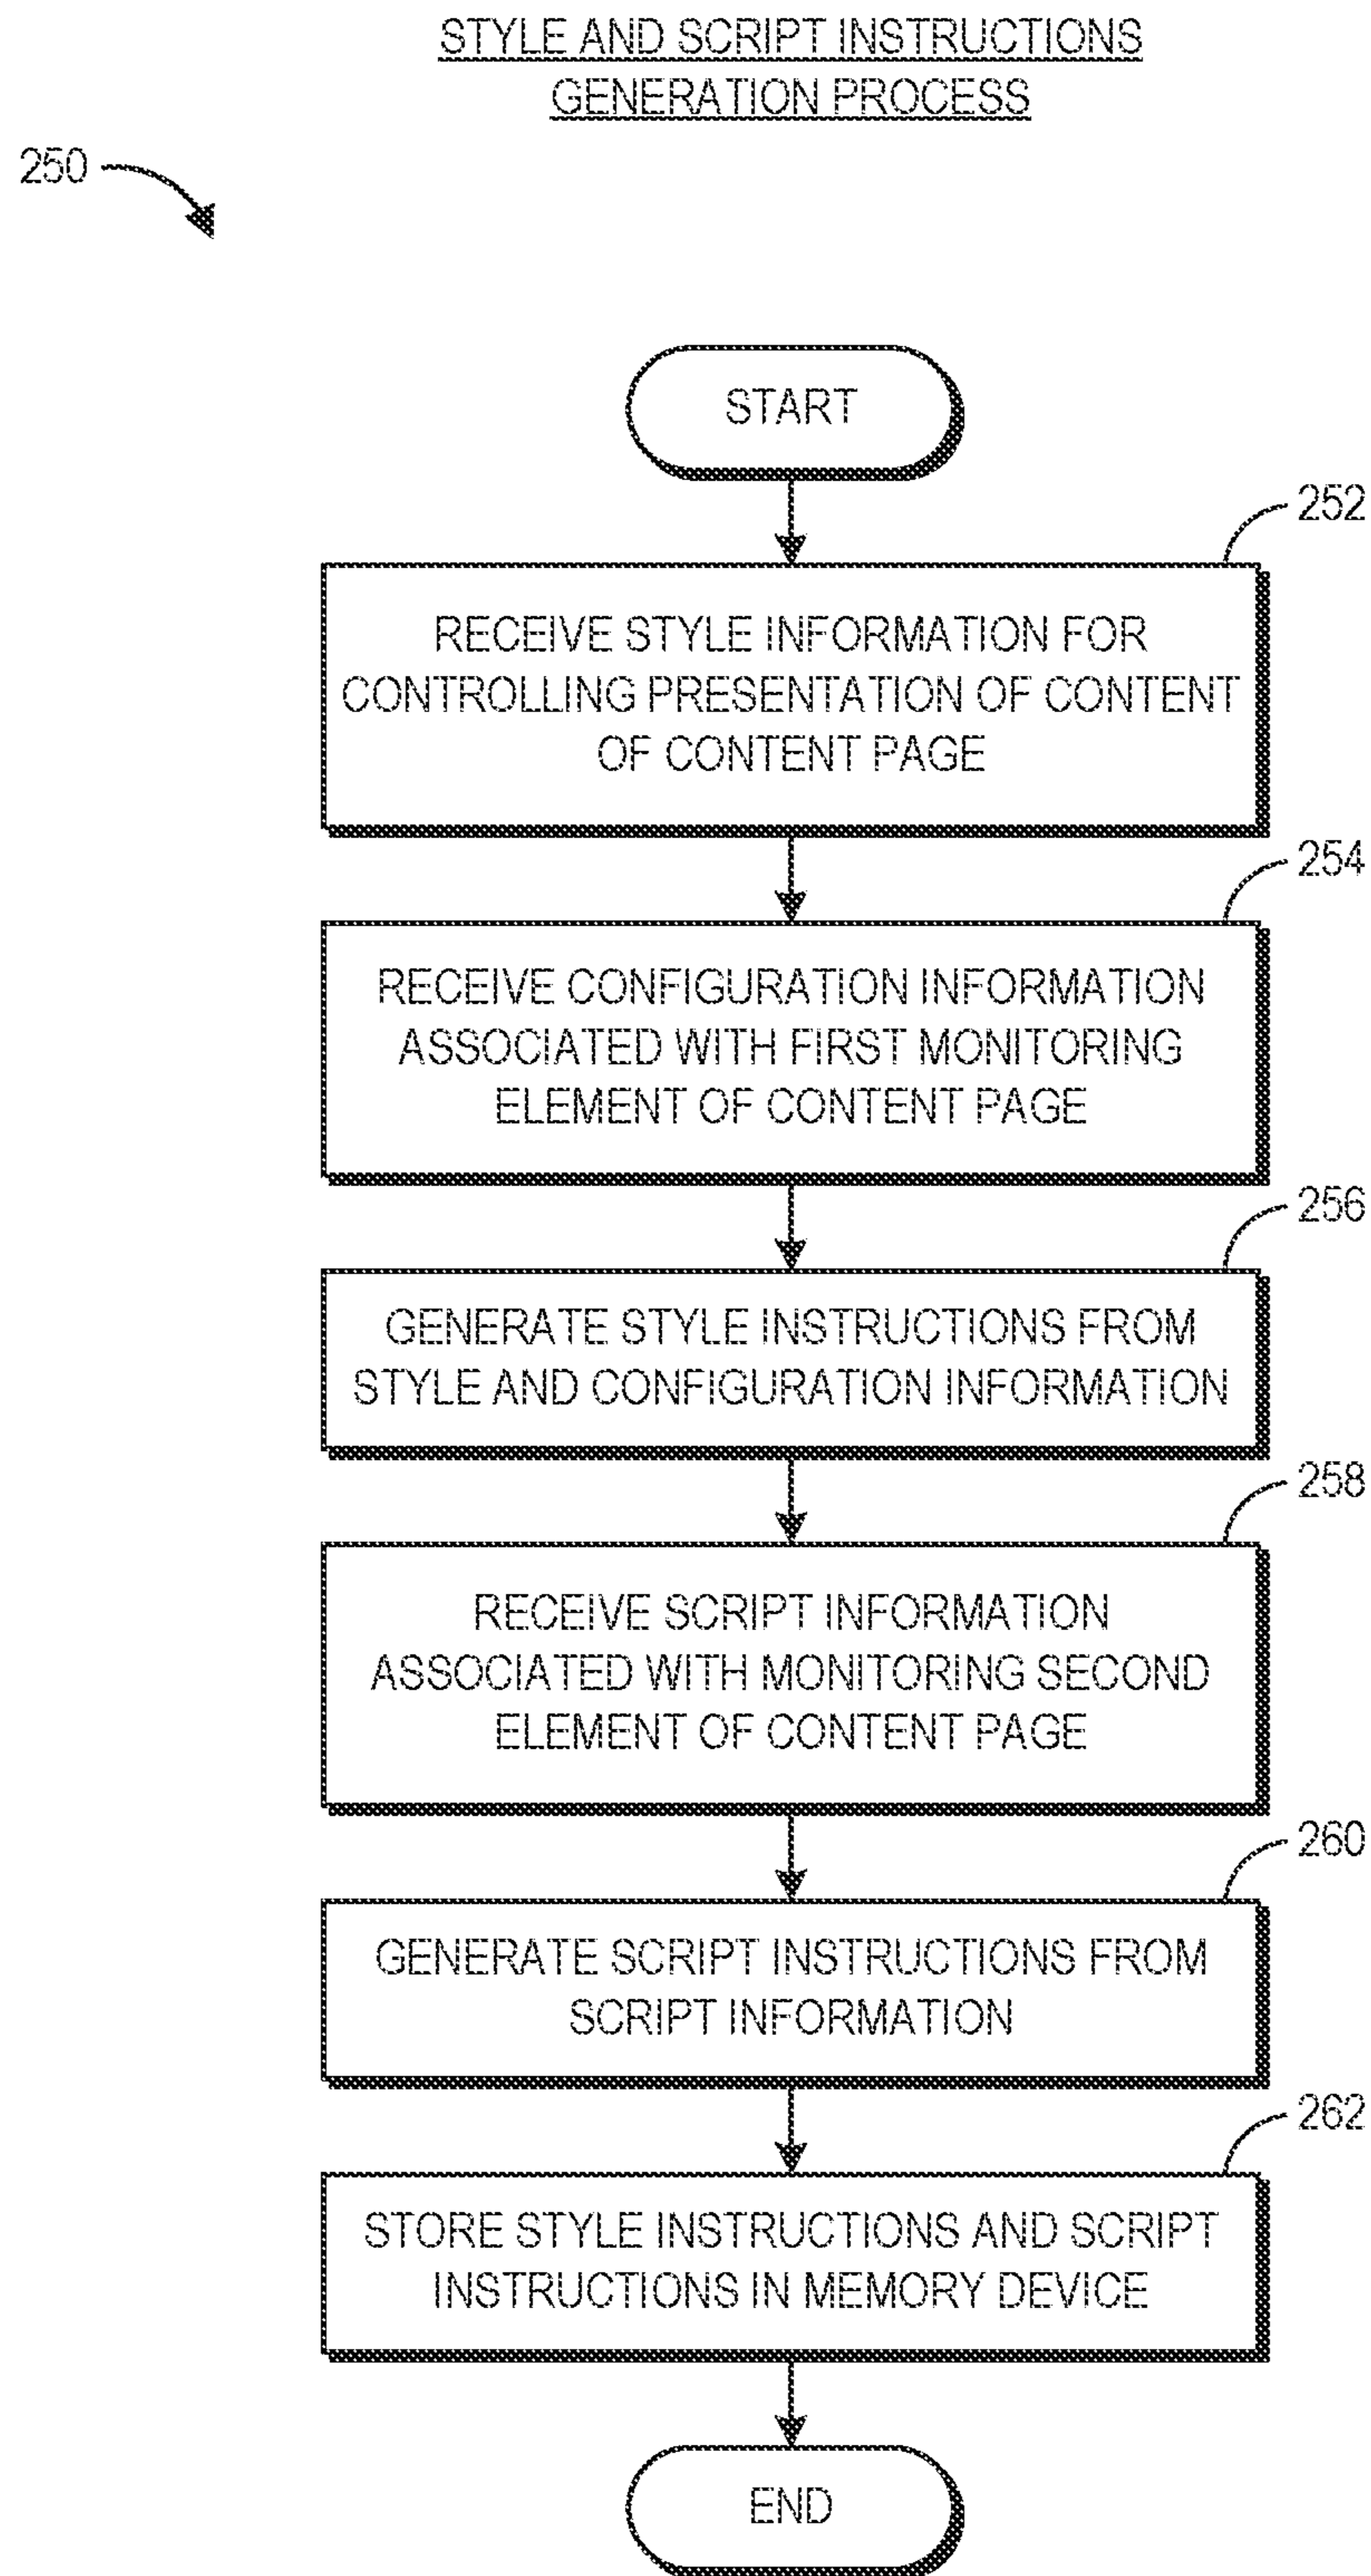 STYLE AND SCRIPT INSTRUCTIONS
GENERATION PROCESS
250
START
252
RECEIVE STYLE INFORMATION FOR
CONTROLLING PRESENTATION OF CONTENT
OF CONTENT PAGE
254
RECEIVE CONFIGURATION INFORMATION
ASSOCIATED WITH FIRST MONITORING
ELEMENT OF CONTENT PAGE
256
GENERATE STYLE INSTRUCTIONS FROM
STYLE AND CONFIGURATION INFORMATION
258
RECEIVE SCRIPT INFORMATION
ASSOCIATED WITH MONITORING SECOND
ELEMENT OF CONTENT PAGE
260
GENERATE SCRIPT INSTRUCTIONS FROM
SCRIPT INFORMATION
262
STORE STYLE INSTRUCTIONS AND SCRIPT
INSTRUCTIONS IN MEMORY DEVICE
END